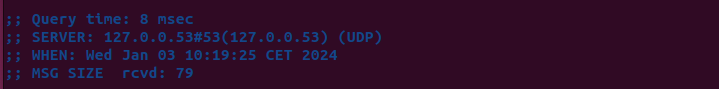 ;; Query time: 8 msec
;; SERVER: 127.0.0.53#53(127.0.0.53) (UDP)
;; WHEN: Wed Jan 03 10:19:25 CET 2024
;; MSG SIZE  rcvd: 79